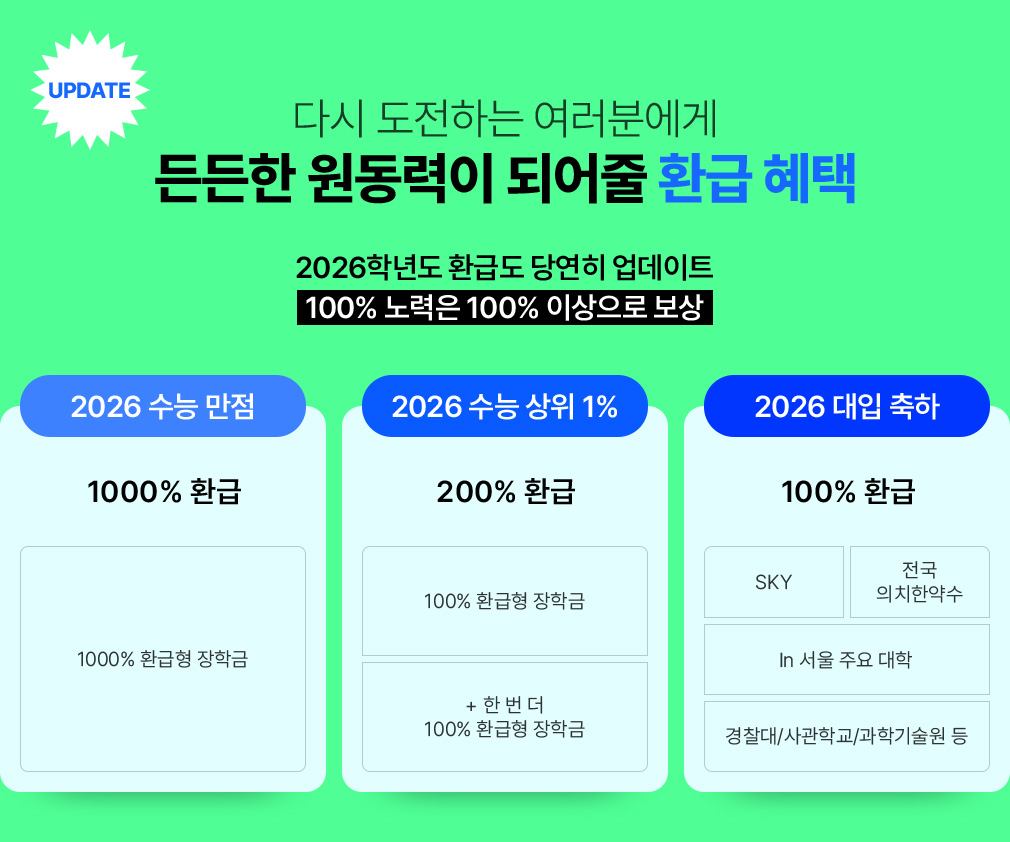 UPDATE
다시 도전하는 여러분에게
든든한 원동력이 되어줄 환급 혜택
2026학년도 환급도 당연히 업데이트
100% 노력은 100% 이상으로 보상
2026 수능 만점
1000% 환급
1000% 환급형 장학금
2026 수능 상위 1%
200% 환급
100% 환급형 장학금
+ 한 번 더
100% 환급형 장학금
2026 대입 축하
100% 환급
SKY
전국
의치한약수
In 서울 주요 대학
경찰대/사관학교/과학기술원 등